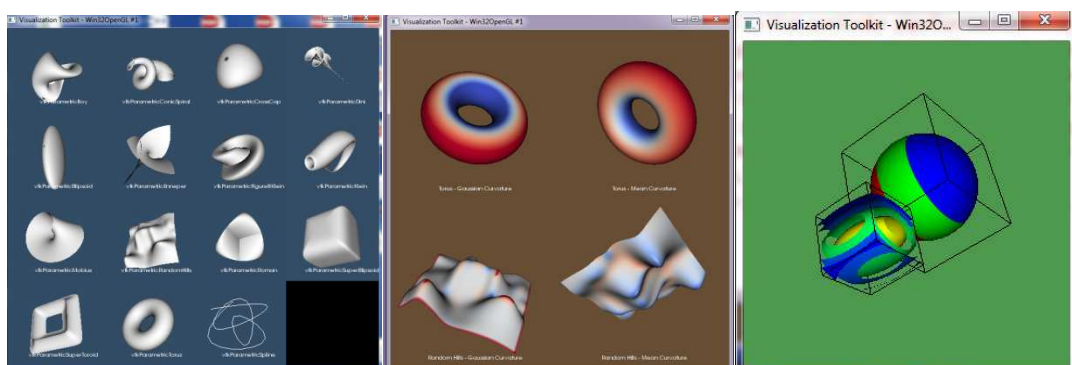 Visualization Toolkit - Win32OpenGL #1
vtkParametricBoy
vtkParametricConicSpiral
vtkParametricCrossCap
vtkParametricDini
vtkParametricEllipsoid
vtkParametricEnneper
vtkParametricFigure8Klein
vtkParametricKlein
vtkParametricMobius
vtkParametricRandomHills
vtkParametricRoman
vtkParametricSuperEllipsoid
vtkParametricSuperToroid
vtkParametricTorus
vtkParametricSpline
Visualization Toolkit - Win32OpenGL #1
Torus - Gaussian Curvature
Torus - Mean Curvature
Random Hills - Gaussian Curvature
Random Hills - Mean Curvature
Visualization Toolkit - Win32O...